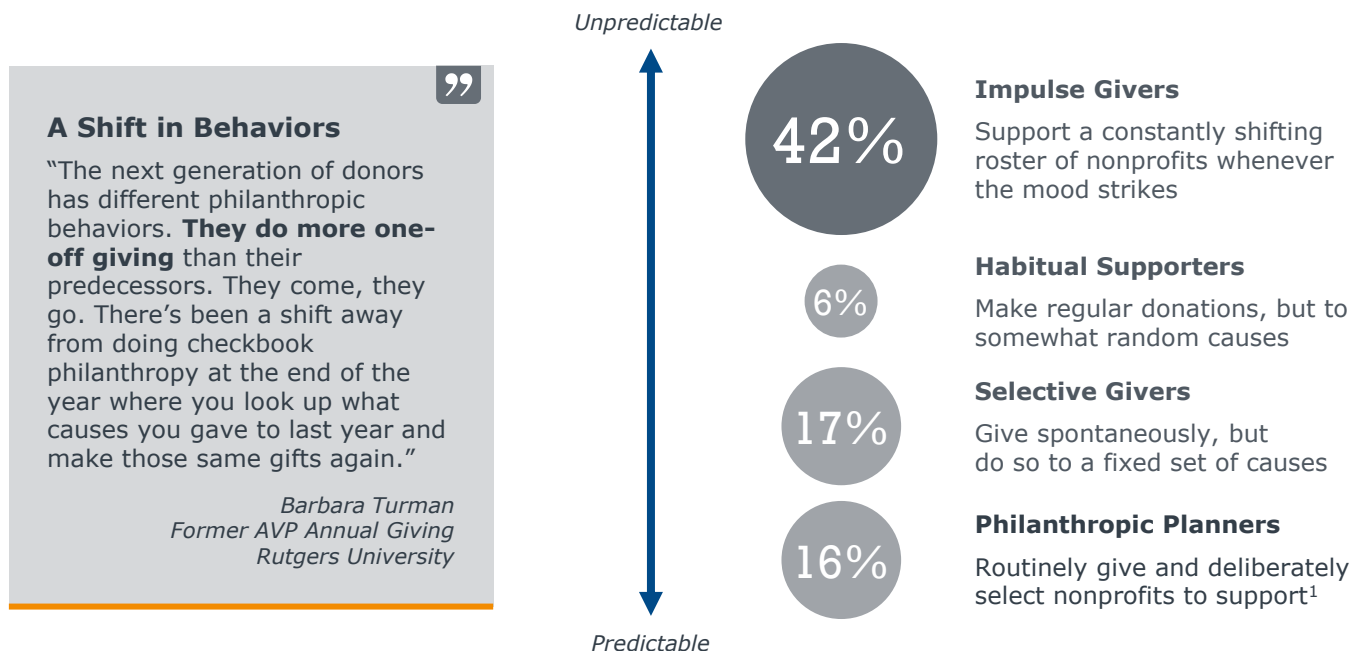 Unpredictable
”
A Shift in Behaviors
“The next generation of donors
has different philanthropic
behaviors. They do more one-
off giving than their
predecessors. They come, they
go. There’s been a shift away
from doing checkbook
philanthropy at the end of the
year where you look up what
causes you gave to last year and
make those same gifts again.”
Barbara Turman
Former AVP Annual Giving
Rutgers University
42%
Impulse Givers
Support a constantly shifting
roster of nonprofits whenever
the mood strikes
6%
Habitual Supporters
Make regular donations, but to
somewhat random causes
17%
Selective Givers
Give spontaneously, but
do so to a fixed set of causes
16%
Philanthropic Planners
Routinely give and deliberately
select nonprofits to support¹
Predictable